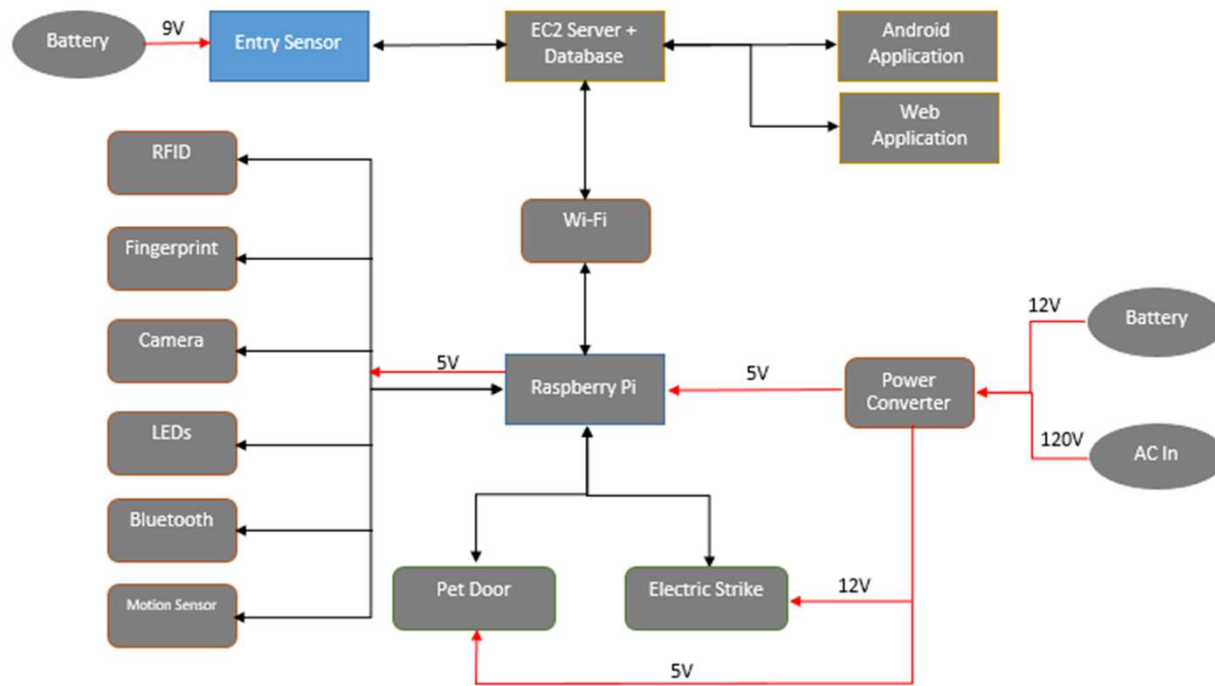 Battery
9V
Entry Sensor
EC2 Server +
Database
Android
Application
Web
Application
RFID
Fingerprint
Camera
LEDs
Bluetooth
Motion Sensor
Wi-Fi
5V
Raspberry Pi
5V
Power
Converter
12V
Battery
120V
AC In
Pet Door
Electric Strike
12V
5V